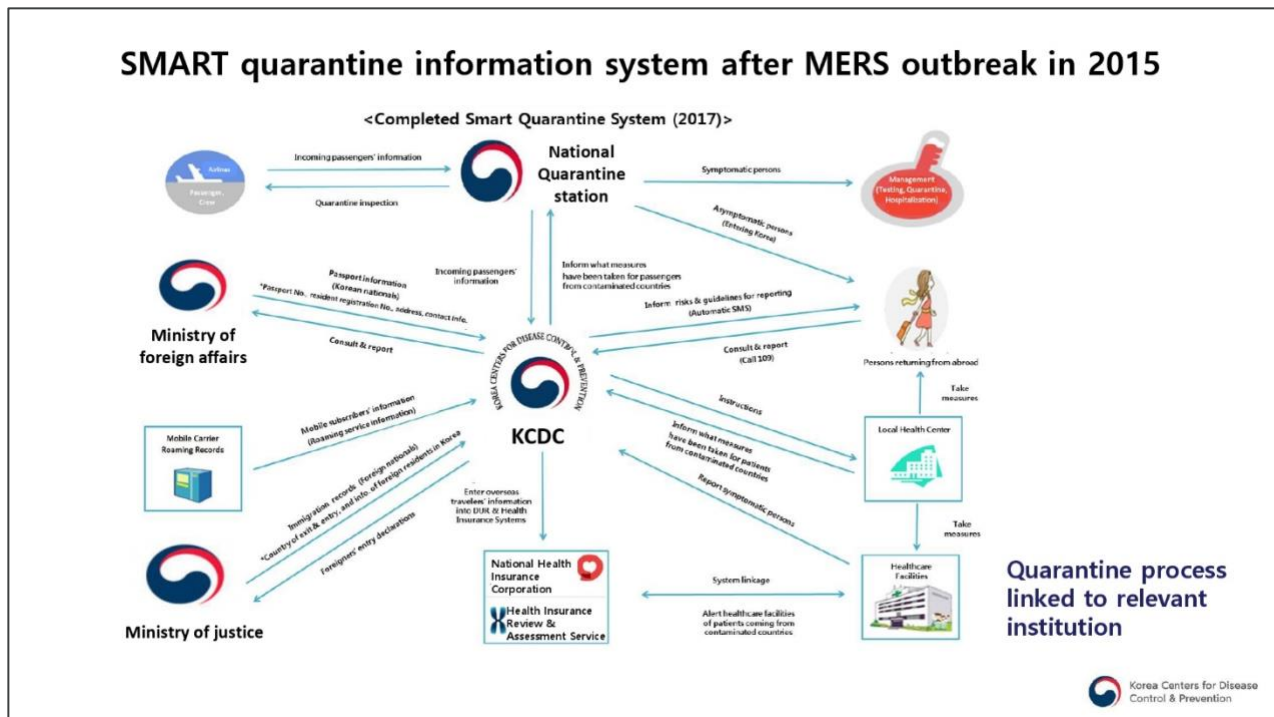 SMART quarantine information system after MERS outbreak in 2015
<Completed Smart Quarantine System (2017)>
Airlines
Passenger,
Crew
Incoming passengers' information
Quarantine inspection
National
Quarantine
station
Symptomatic persons
Management
(Testing, Quarantine,
Hospitalization)
Asymptomatic persons
(Entering Korea)
Ministry of
foreign affairs
Passport information
(Korean nationals)
*Passport No., resident registration No., address, contact info.
Consult & report
Incoming passengers'
information
Inform what measures
have been taken for passengers
from contaminated countries
Inform risks & guidelines for reporting
(Automatic SMS)
Consult & report
(Call 109)
Persons returning from abroad
KOREA CENTERS FOR DISEASE CONTROL & PREVENTION
KCDC
Mobile Carrier
Roaming Records
Mobile subscribers' information
(Roaming service information)
Instructions
Inform what measures
have been taken for patients
from contaminated countries
Report symptomatic persons
Take
measures
Local Health Center
Take
measures
Ministry of justice
Immigration records (Foreign nationals)
*Country of exit & entry, and info. of foreign residents in Korea
Foreigners' entry declarations
Enter overseas
travelers' information
into DUR & Health
Insurance Systems
National Health
Insurance
Corporation
Health Insurance
Review &
Assessment Service
System linkage
Alert healthcare facilities
of patients coming from
contaminated countries
Healthcare
Facilities
Quarantine process
linked to relevant
institution
Korea Centers for Disease
Control & Prevention